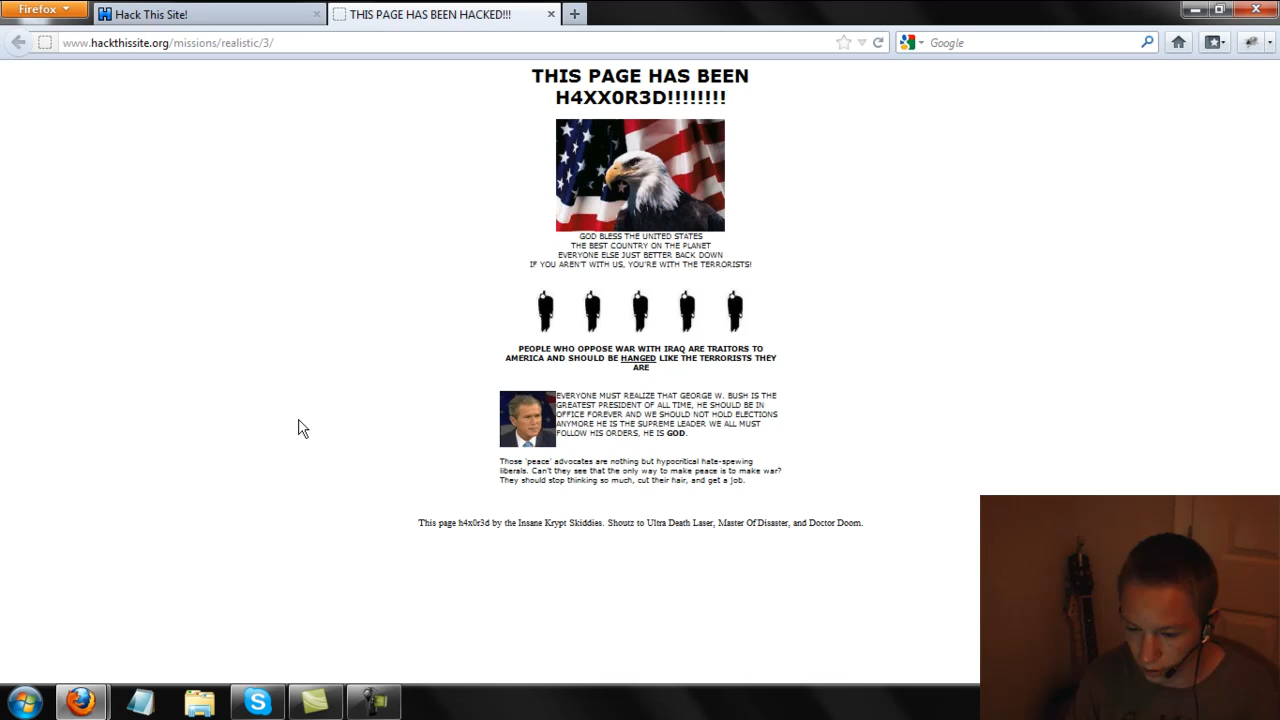 Firefox
Hack This Site!
THIS PAGE HAS BEEN HACKED!!!
www.hackthissite.org/missions/realistic/3/
Google
THIS PAGE HAS BEEN
H4XX0R3D!!!!!!!!
GOD BLESS THE UNITED STATES
THE BEST COUNTRY ON THE PLANET
EVERYONE ELSE JUST BETTER BACK DOWN
IF YOU AREN'T WITH US, YOU'RE WITH THE TERRORISTS!
PEOPLE WHO OPPOSE WAR WITH IRAQ ARE TRAITORS TO
AMERICA AND SHOULD BE HANGED LIKE THE TERRORISTS THEY
ARE
EVERYONE MUST REALIZE THAT GEORGE W. BUSH IS THE
GREATEST PRESIDENT OF ALL TIME, HE SHOULD BE IN
OFFICE FOREVER AND WE SHOULD NOT HOLD ELECTIONS
ANYMORE HE IS THE SUPREME LEADER WE ALL MUST
FOLLOW HIS ORDERS, HE IS GOD.
Those 'peace' advocates are nothing but hypocritical hate-spewing
liberals. Can't they see that the only way to make peace is to make war?
They should stop thinking so much, cut their hair, and get a job.
This page h4x0r3d by the Insane Krypt Skiddies. Shoutz to Ultra Death Laser, Master Of Disaster, and Doctor Doom.